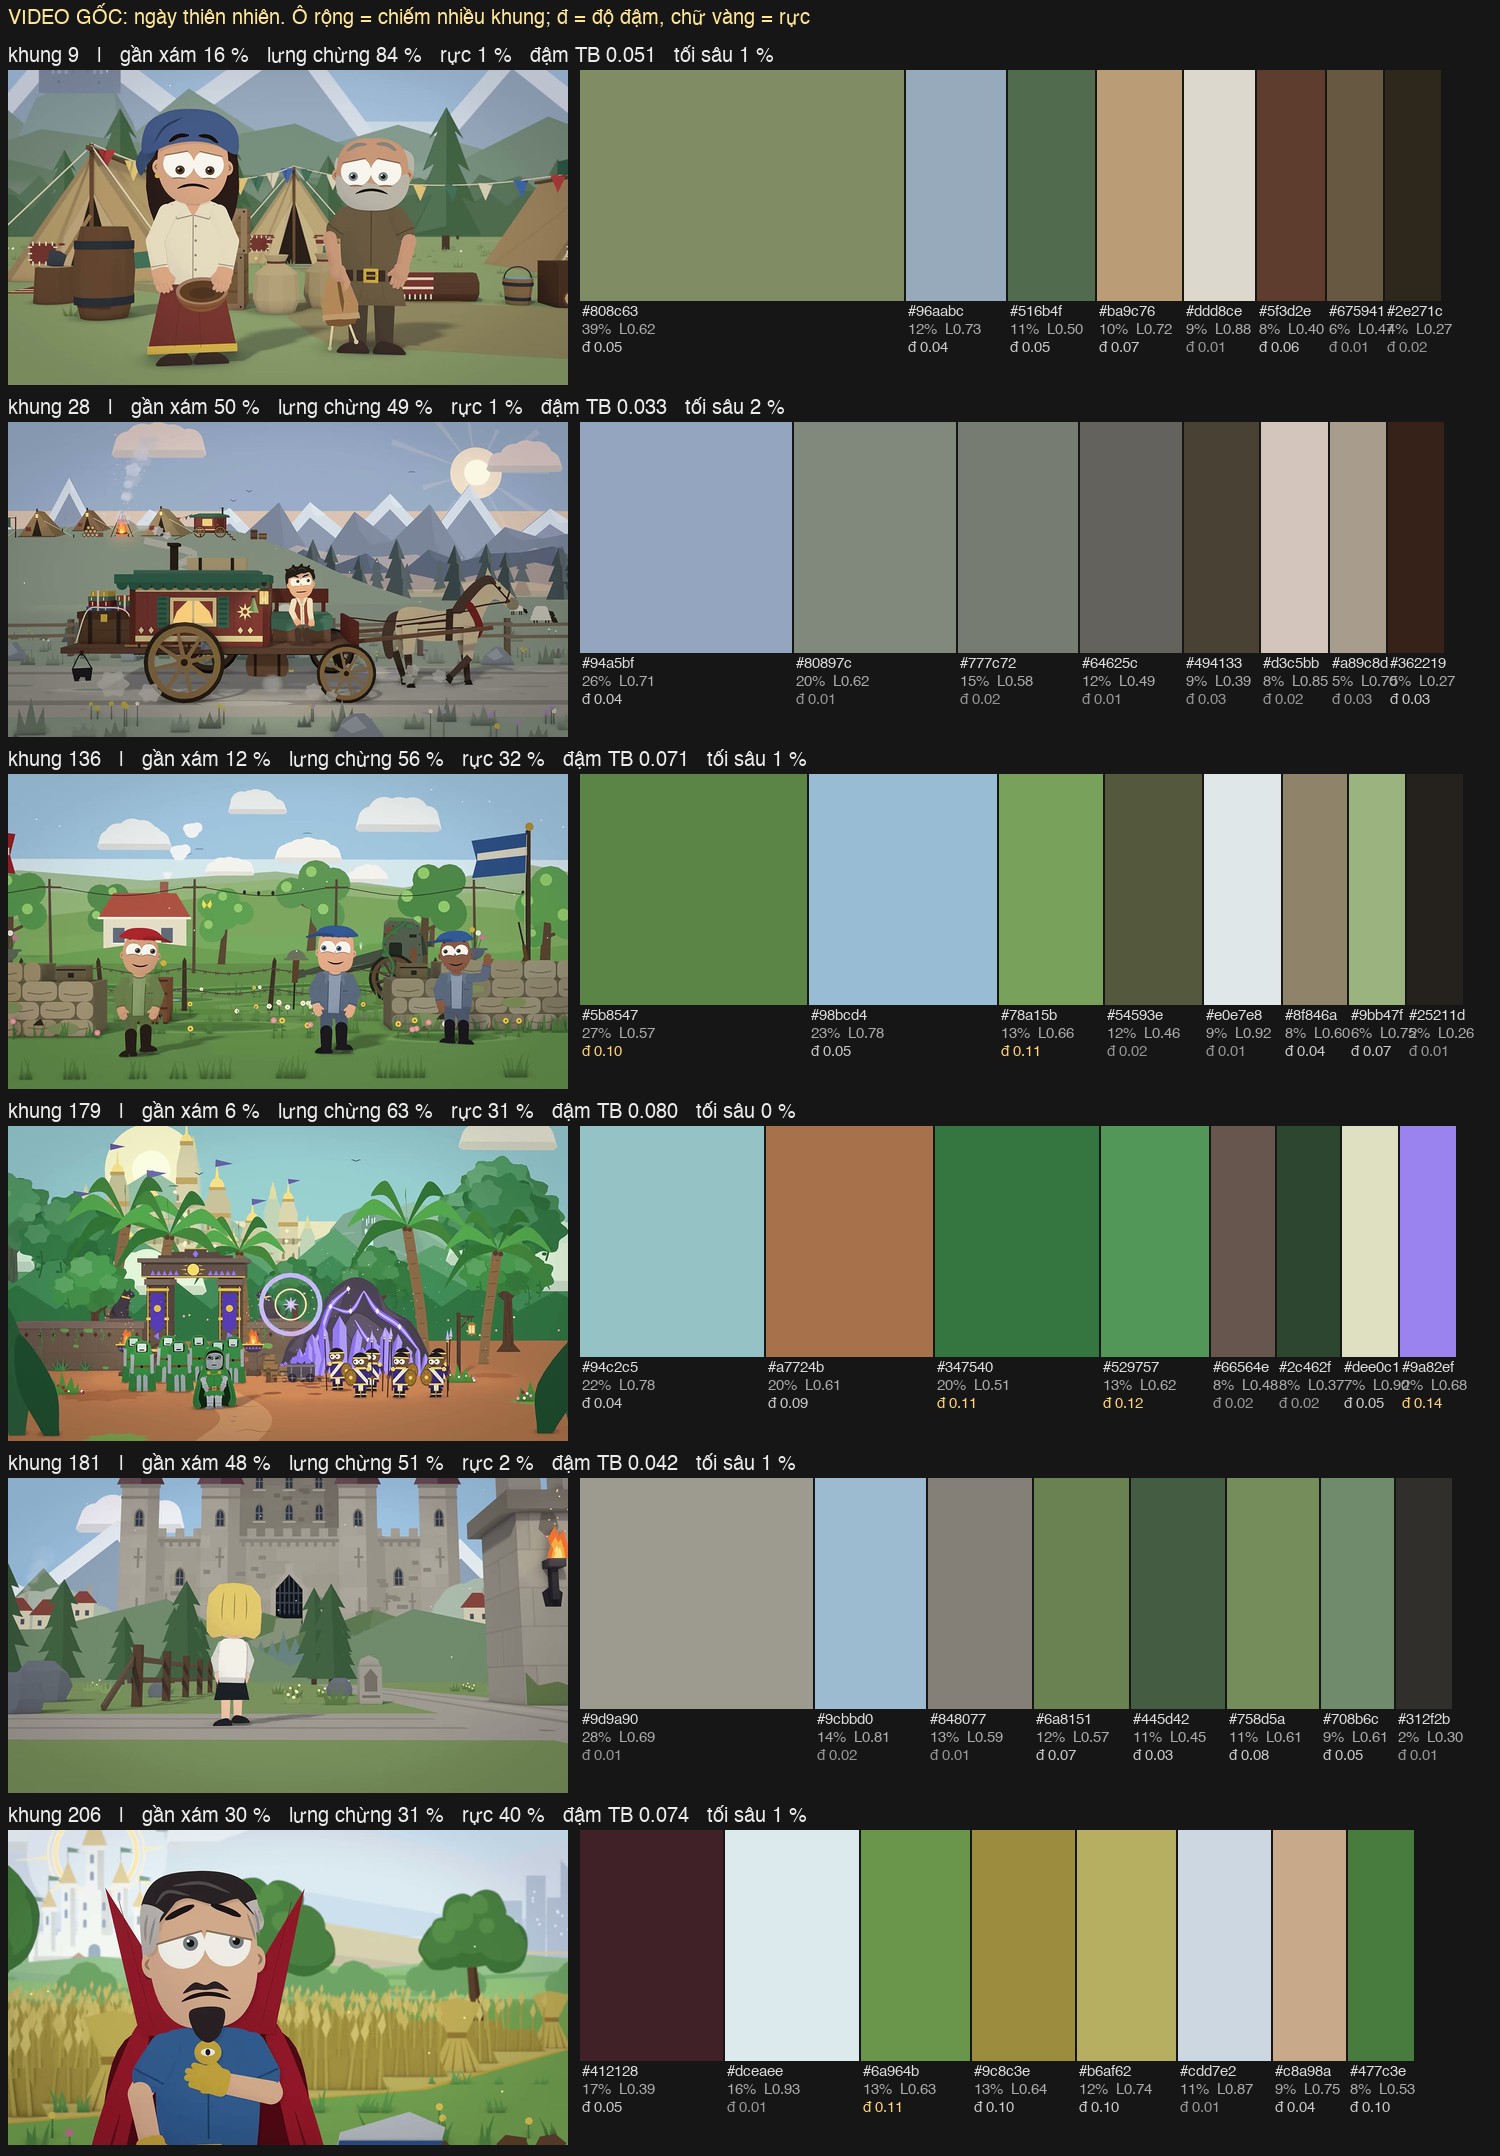 VIDEO GỐC: ngày thiên nhiên. Ô rộng = chiếm nhiều khung; đ = độ đậm, chữ vàng = rực
khung 9 | gần xám 16 % lưng chừng 84 % rực 1 % đậm TB 0.051 tối sâu 1 %
#808c63 #96aabc #516b4f #ba9c76 #ddd8ce #5f3d2e #675941 #2e271c
39% L0.62 12% L0.73 11% L0.50 10% L0.72 9% L0.88 8% L0.40 6% L0.47 4% L0.27
đ 0.05 đ 0.04 đ 0.05 đ 0.07 đ 0.01 đ 0.06 đ 0.01 đ 0.02
khung 28 | gần xám 50 % lưng chừng 49 % rực 1 % đậm TB 0.033 tối sâu 2 %
#94a5bf #80897c #777c72 #64625c #494133 #d3c5bb #a89c8d #362219
26% L0.71 20% L0.62 15% L0.58 12% L0.49 9% L0.39 8% L0.85 5% L0.27
đ 0.04 đ 0.01 đ 0.02 đ 0.01 đ 0.03 đ 0.02 đ 0.03 đ 0.03
khung 136 | gần xám 12 % lưng chừng 56 % rực 32 % đậm TB 0.071 tối sâu 1 %
#5b8547 #98bcd4 #78a15b #54593e #e0e7e8 #8f846a #9bb47f #25211d
27% L0.57 23% L0.78 13% L0.66 12% L0.46 9% L0.92 8% L0.60 6% L0.26
đ 0.10 đ 0.05 đ 0.11 đ 0.02 đ 0.01 đ 0.04 đ 0.07 đ 0.01
khung 179 | gần xám 6 % lưng chừng 63 % rực 31 % đậm TB 0.080 tối sâu 0 %
#94c2c5 #a7724b #347540 #529757 #66564e #2c462f #dee0c1 #9a82ef
22% L0.78 20% L0.61 20% L0.51 13% L0.62 8% L0.48 8% L0.37 7% L0.68
đ 0.04 đ 0.09 đ 0.11 đ 0.12 đ 0.02 đ 0.02 đ 0.05 đ 0.14
khung 181 | gần xám 48 % lưng chừng 51 % rực 2 % đậm TB 0.042 tối sâu 1 %
#9d9a90 #9cbbd0 #848077 #6a8151 #445d42 #758d5a #708b6c #312f2b
28% L0.69 14% L0.81 13% L0.59 12% L0.57 11% L0.45 11% L0.61 9% L0.61 2% L0.30
đ 0.01 đ 0.02 đ 0.01 đ 0.07 đ 0.03 đ 0.08 đ 0.05 đ 0.01
khung 206 | gần xám 30 % lưng chừng 31 % rực 40 % đậm TB 0.074 tối sâu 1 %
#412128 #dceaee #6a964b #9c8c3e #b6af62 #cdd7e2 #c8a98a #477c3e
17% L0.39 16% L0.93 13% L0.63 13% L0.64 12% L0.74 11% L0.87 9% L0.75 8% L0.53
đ 0.05 đ 0.01 đ 0.11 đ 0.10 đ 0.10 đ 0.01 đ 0.04 đ 0.10